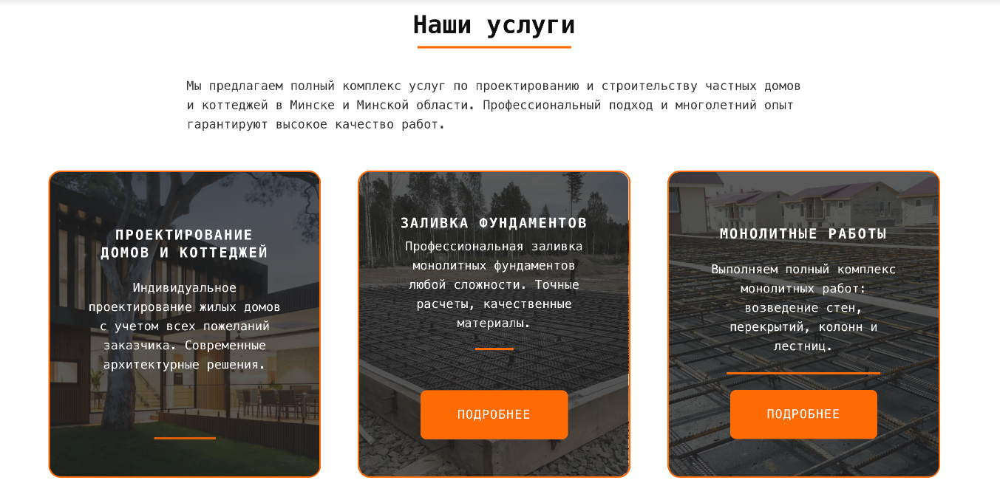 Наши услуги
Мы предлагаем полный комплекс услуг по проектированию и строительству частных домов
и коттеджей в Минске и Минской области. Профессиональный подход и многолетний опыт
гарантируют высокое качество работ.
ПРОЕКТИРОВАНИЕ
ДОМОВ И КОТТЕДЖЕЙ
Индивидуальное
проектирование жилых домов
с учетом всех пожеланий
заказчика. Современные
архитектурные решения.
ЗАЛИВКА ФУНДАМЕНТОВ
Профессиональная заливка
монолитных фундаментов
любой сложности. Точные
расчеты, качественные
материалы.
ПОДРОБНЕЕ
МОНОЛИТНЫЕ РАБОТЫ
Выполняем полный комплекс
монолитных работ:
возведение стен,
перекрытий, колонн и
лестниц.
ПОДРОБНЕЕ